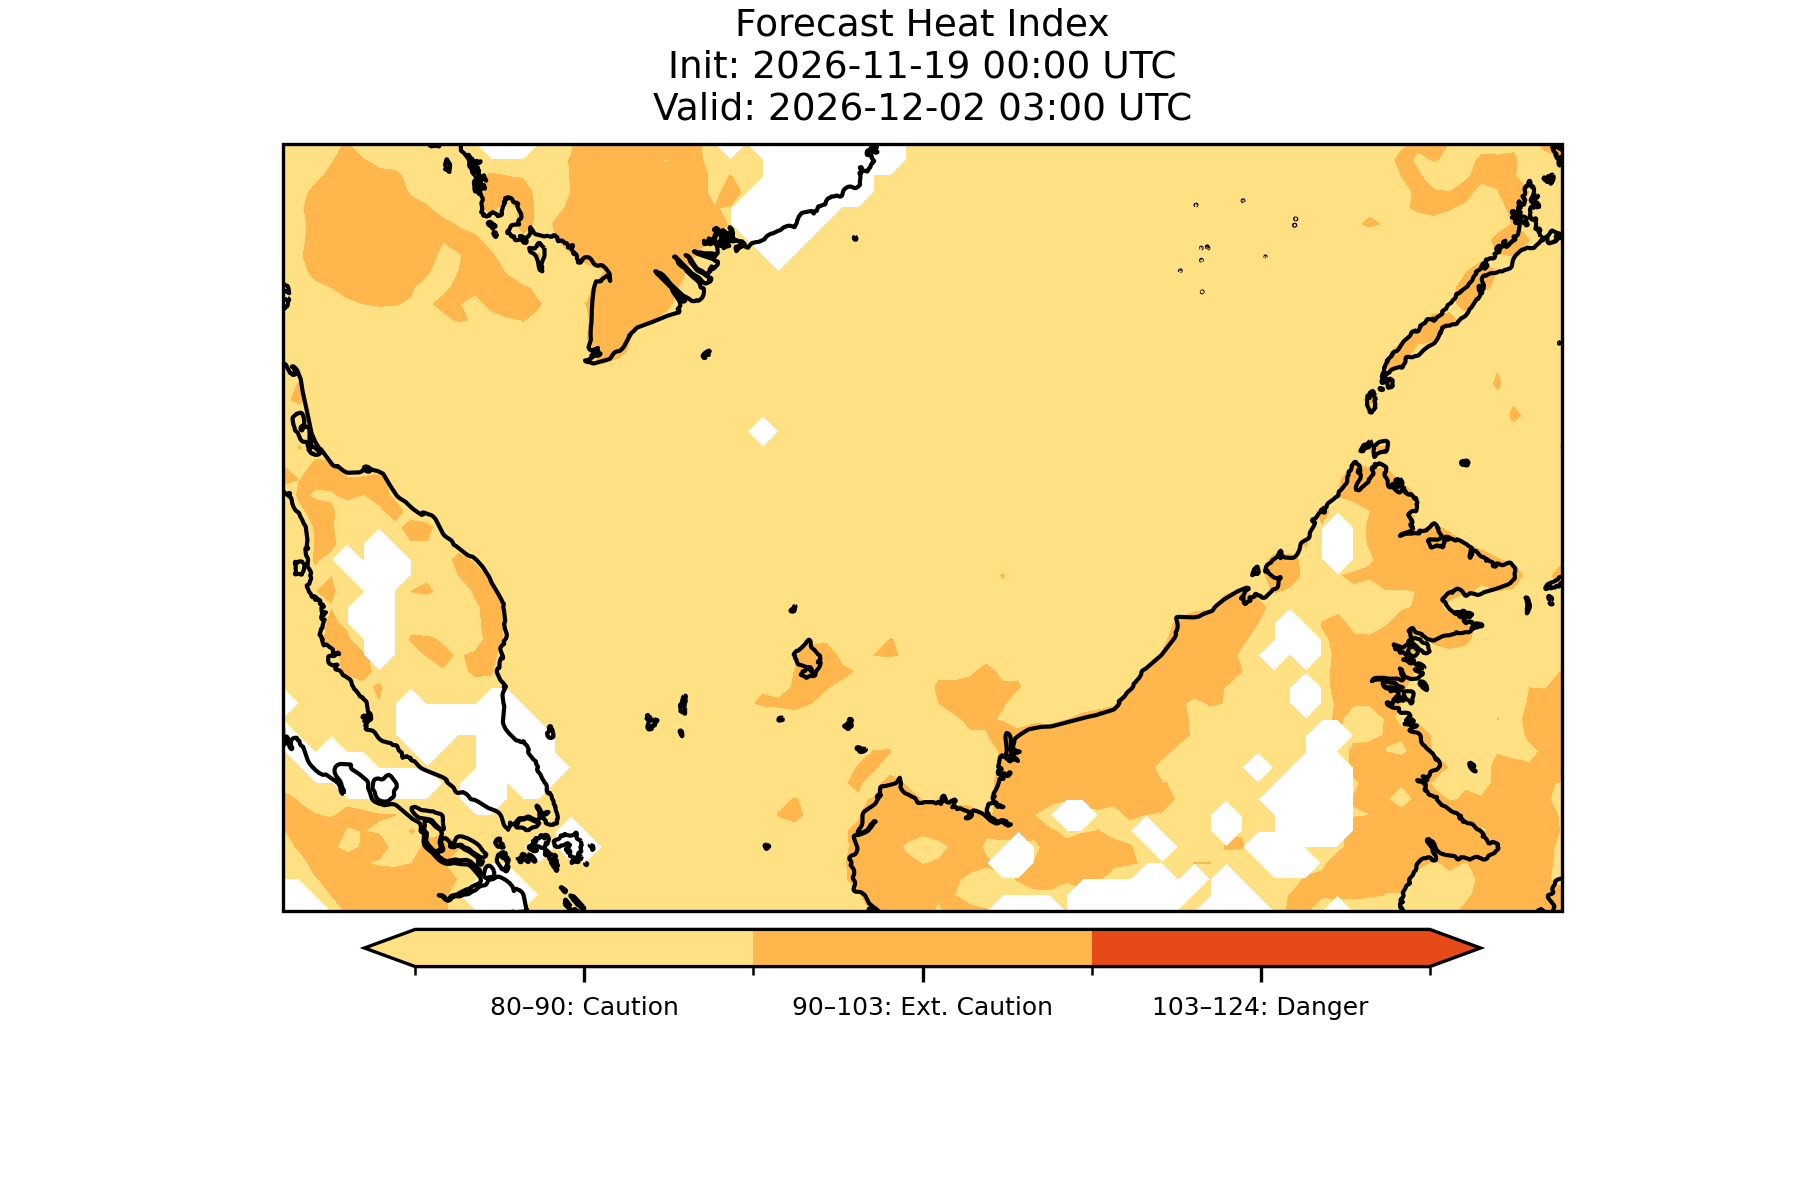 Forecast Heat Index
Init: 2026-11-19 00:00 UTC
Valid: 2026-12-02 03:00 UTC
80–90: Caution
90–103: Ext. Caution
103–124: Danger